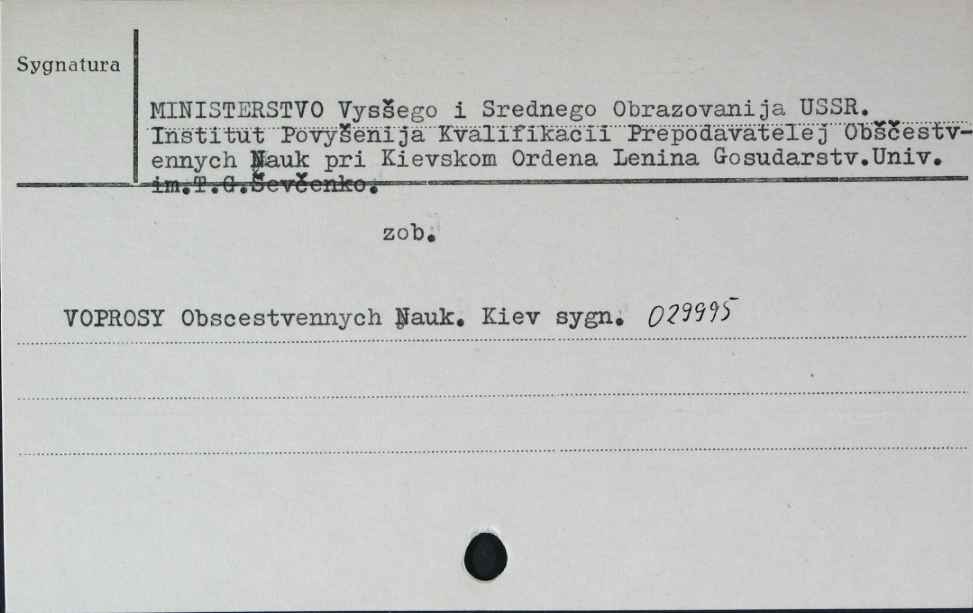 Sygnatura
MINISTERSTVO Vysšego i Srednego Obrazovanija USSR.
Institut Povyšenija Kvalifikacii Prepodavatelej Obščestv-
ennych Nauk pri Kievskom Ordena Lenina Gosudarstv.Univ.
im.T.G.Ševčenko.
zob.
VOPROSY Obscestvennych Nauk. Kiev sygn. 029995